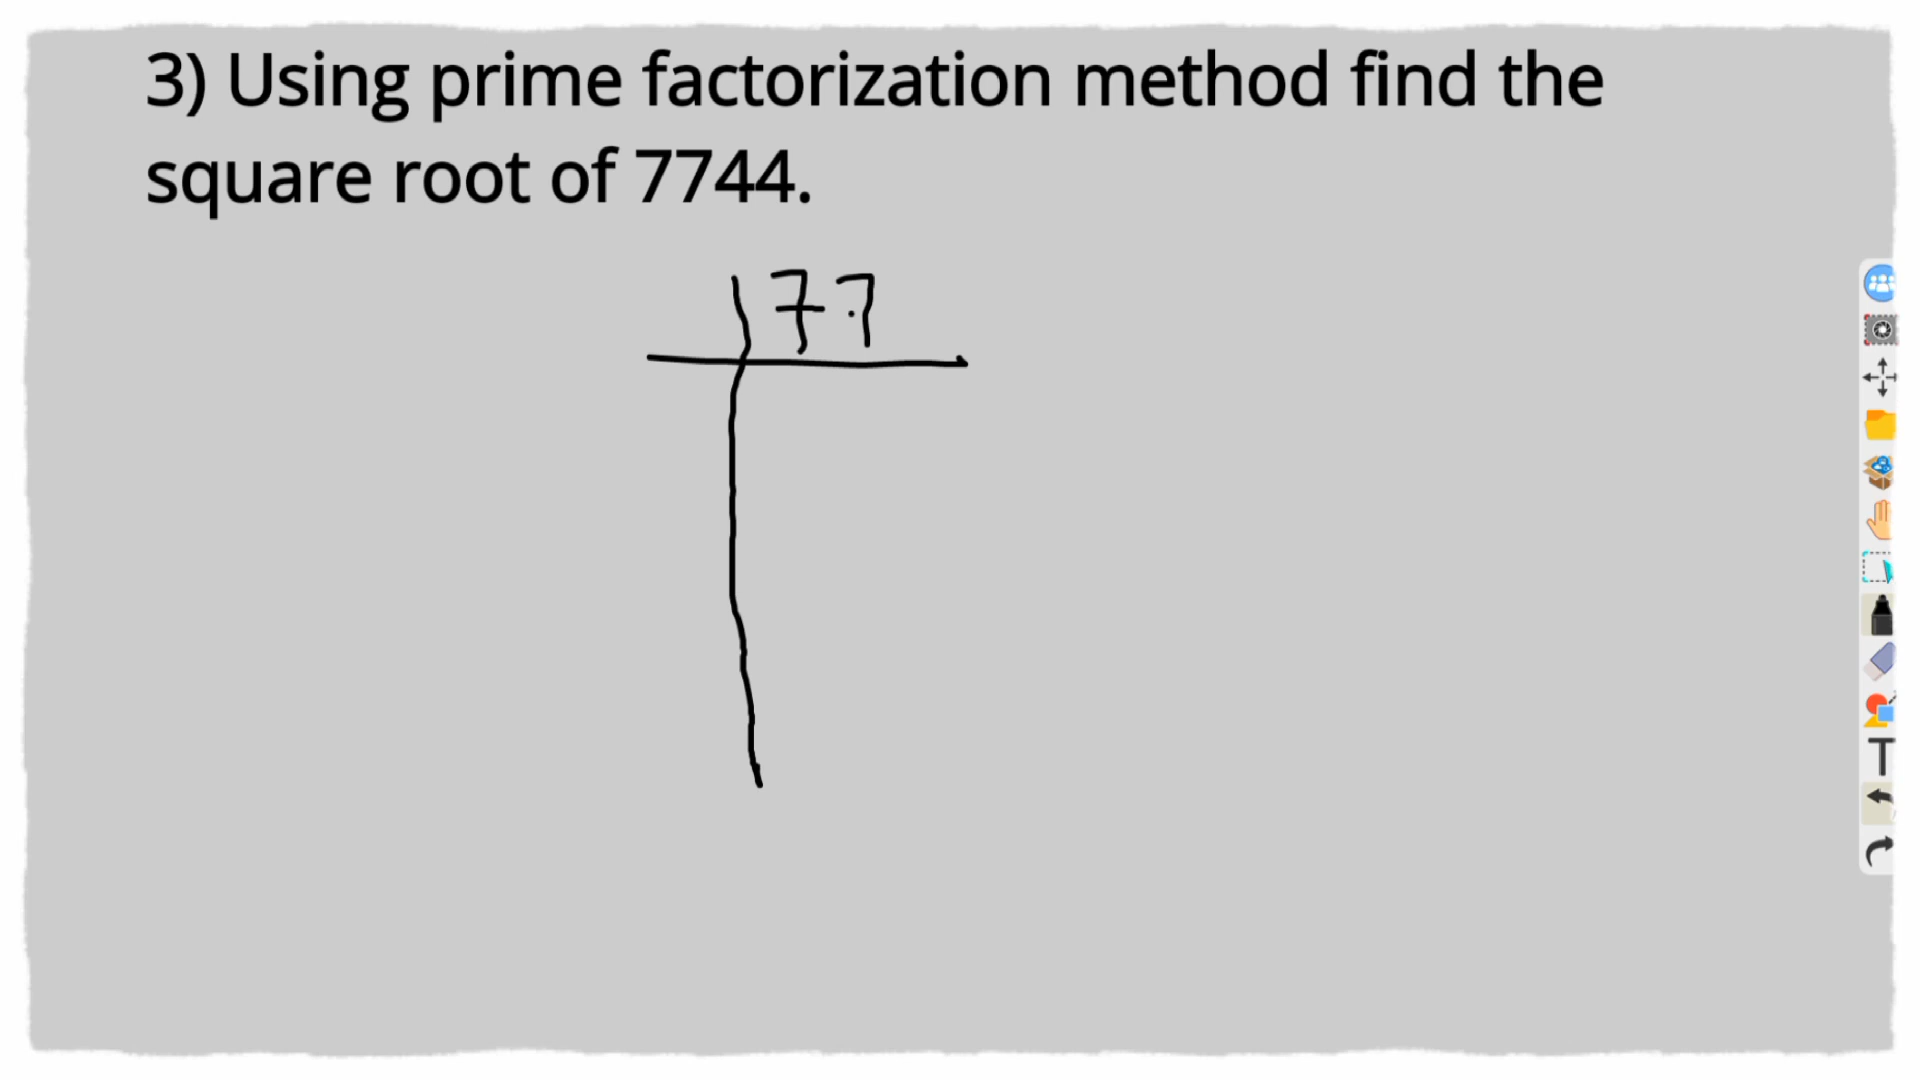 3) Using prime factorization method find the
square root of 7744.
77